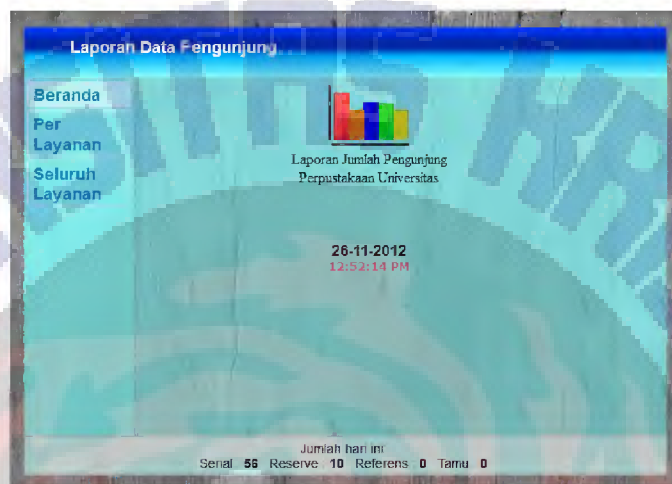 Laporan Data Pengunjung
Beranda
Per
Layanan
Seluruh
Layanan
Laporan Jumlah Pengunjung
Perpustakaan Universitas
26-11-2012
12:52:14 PM
Jumlah hari ini
Serial 56 Reserve 10 Referens 0 Tamu 0